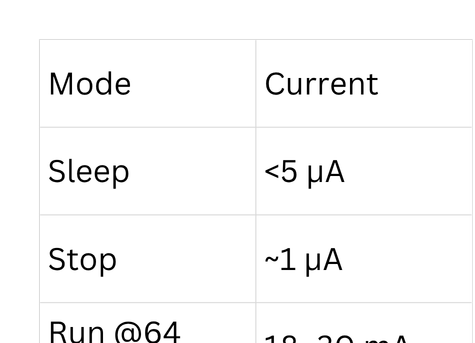 Mode Current
Sleep <5 µA
Stop ~1 µA
Run @64